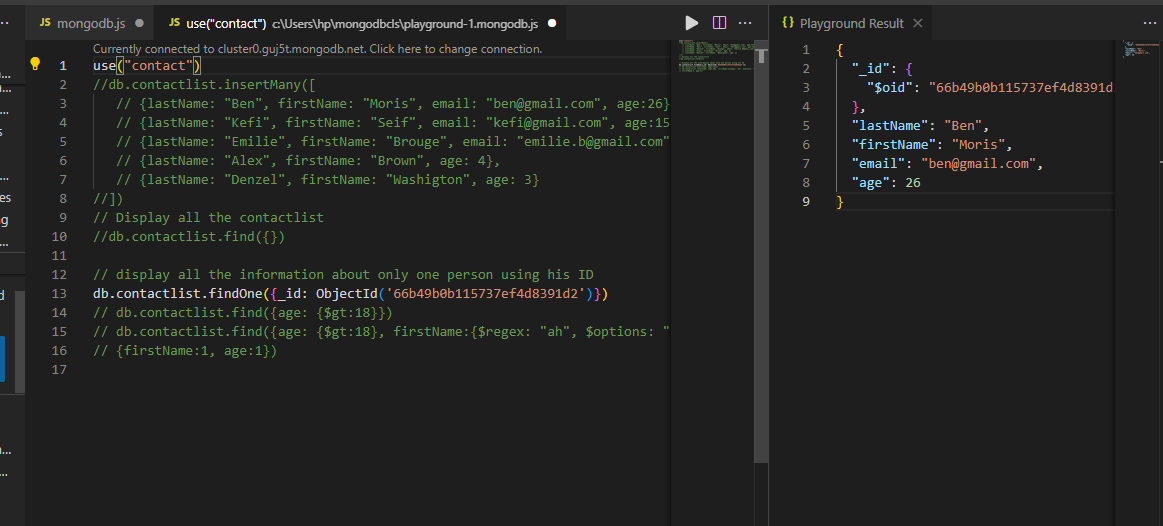 JS mongodb.js
JS use("contact") c:\Users\hp\mongodbcls\playground-1.mongodb.js
{} Playground Result
Currently connected to cluster0.guj5t.mongodb.net. Click here to change connection.
1 use("contact")
2 //db.contactlist.insertMany([
3 // {lastName: "Ben", firstName: "Moris", email: "ben@gmail.com", age:26}
4 // {lastName: "Kefi", firstName: "Seif", email: "kefi@gmail.com", age:15
5 // {lastName: "Emilie", firstName: "Brouge", email: "emilie.b@gmail.com"
6 // {lastName: "Alex", firstName: "Brown", age: 4},
7 // {lastName: "Denzel", firstName: "Washigton", age: 3}
8 //])
9 // Display all the contactlist
10 //db.contactlist.find({})
11
12 // display all the information about only one person using his ID
13 db.contactlist.findOne({_id: ObjectId('66b49b0b115737ef4d8391d2')})
14 // db.contactlist.find({age: {$gt:18}})
15 // db.contactlist.find({age: {$gt:18}, firstName:{$regex: "ah", $options: "
16 // {firstName:1, age:1})
17
1 {
2 "_id": {
3 "$oid": "66b49b0b115737ef4d8391d
4 },
5 "lastName": "Ben",
6 "firstName": "Moris",
7 "email": "ben@gmail.com",
8 "age": 26
9 }